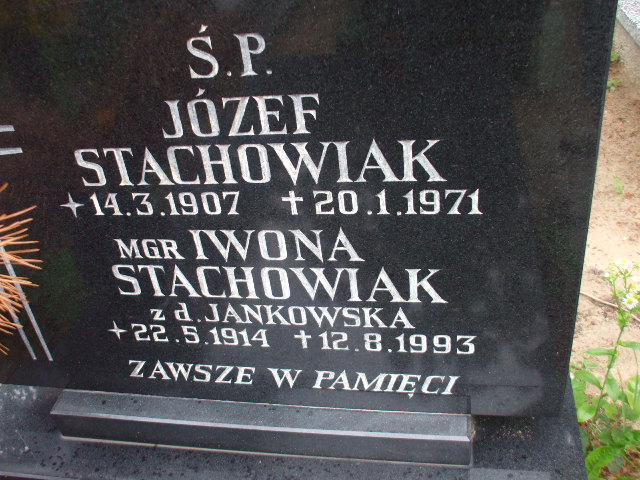 Ś.P.
JÓZEF
STACHOWIAK
14.3.1907 20.1.1971
MGR IWONA
STACHOWIAK
z d. JANKOWSKA
22.5.1914 12.8.1993
ZAWSZE W PAMIĘCI